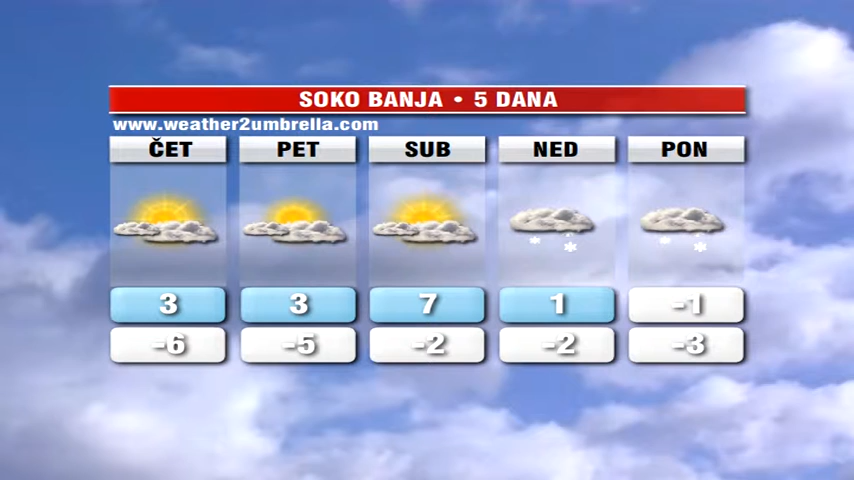 SOKO BANJA • 5 DANA
www.weather2umbrella.com
ČET PET SUB NED PON
3 3 7 1 -1
-6 -5 -2 -2 -3